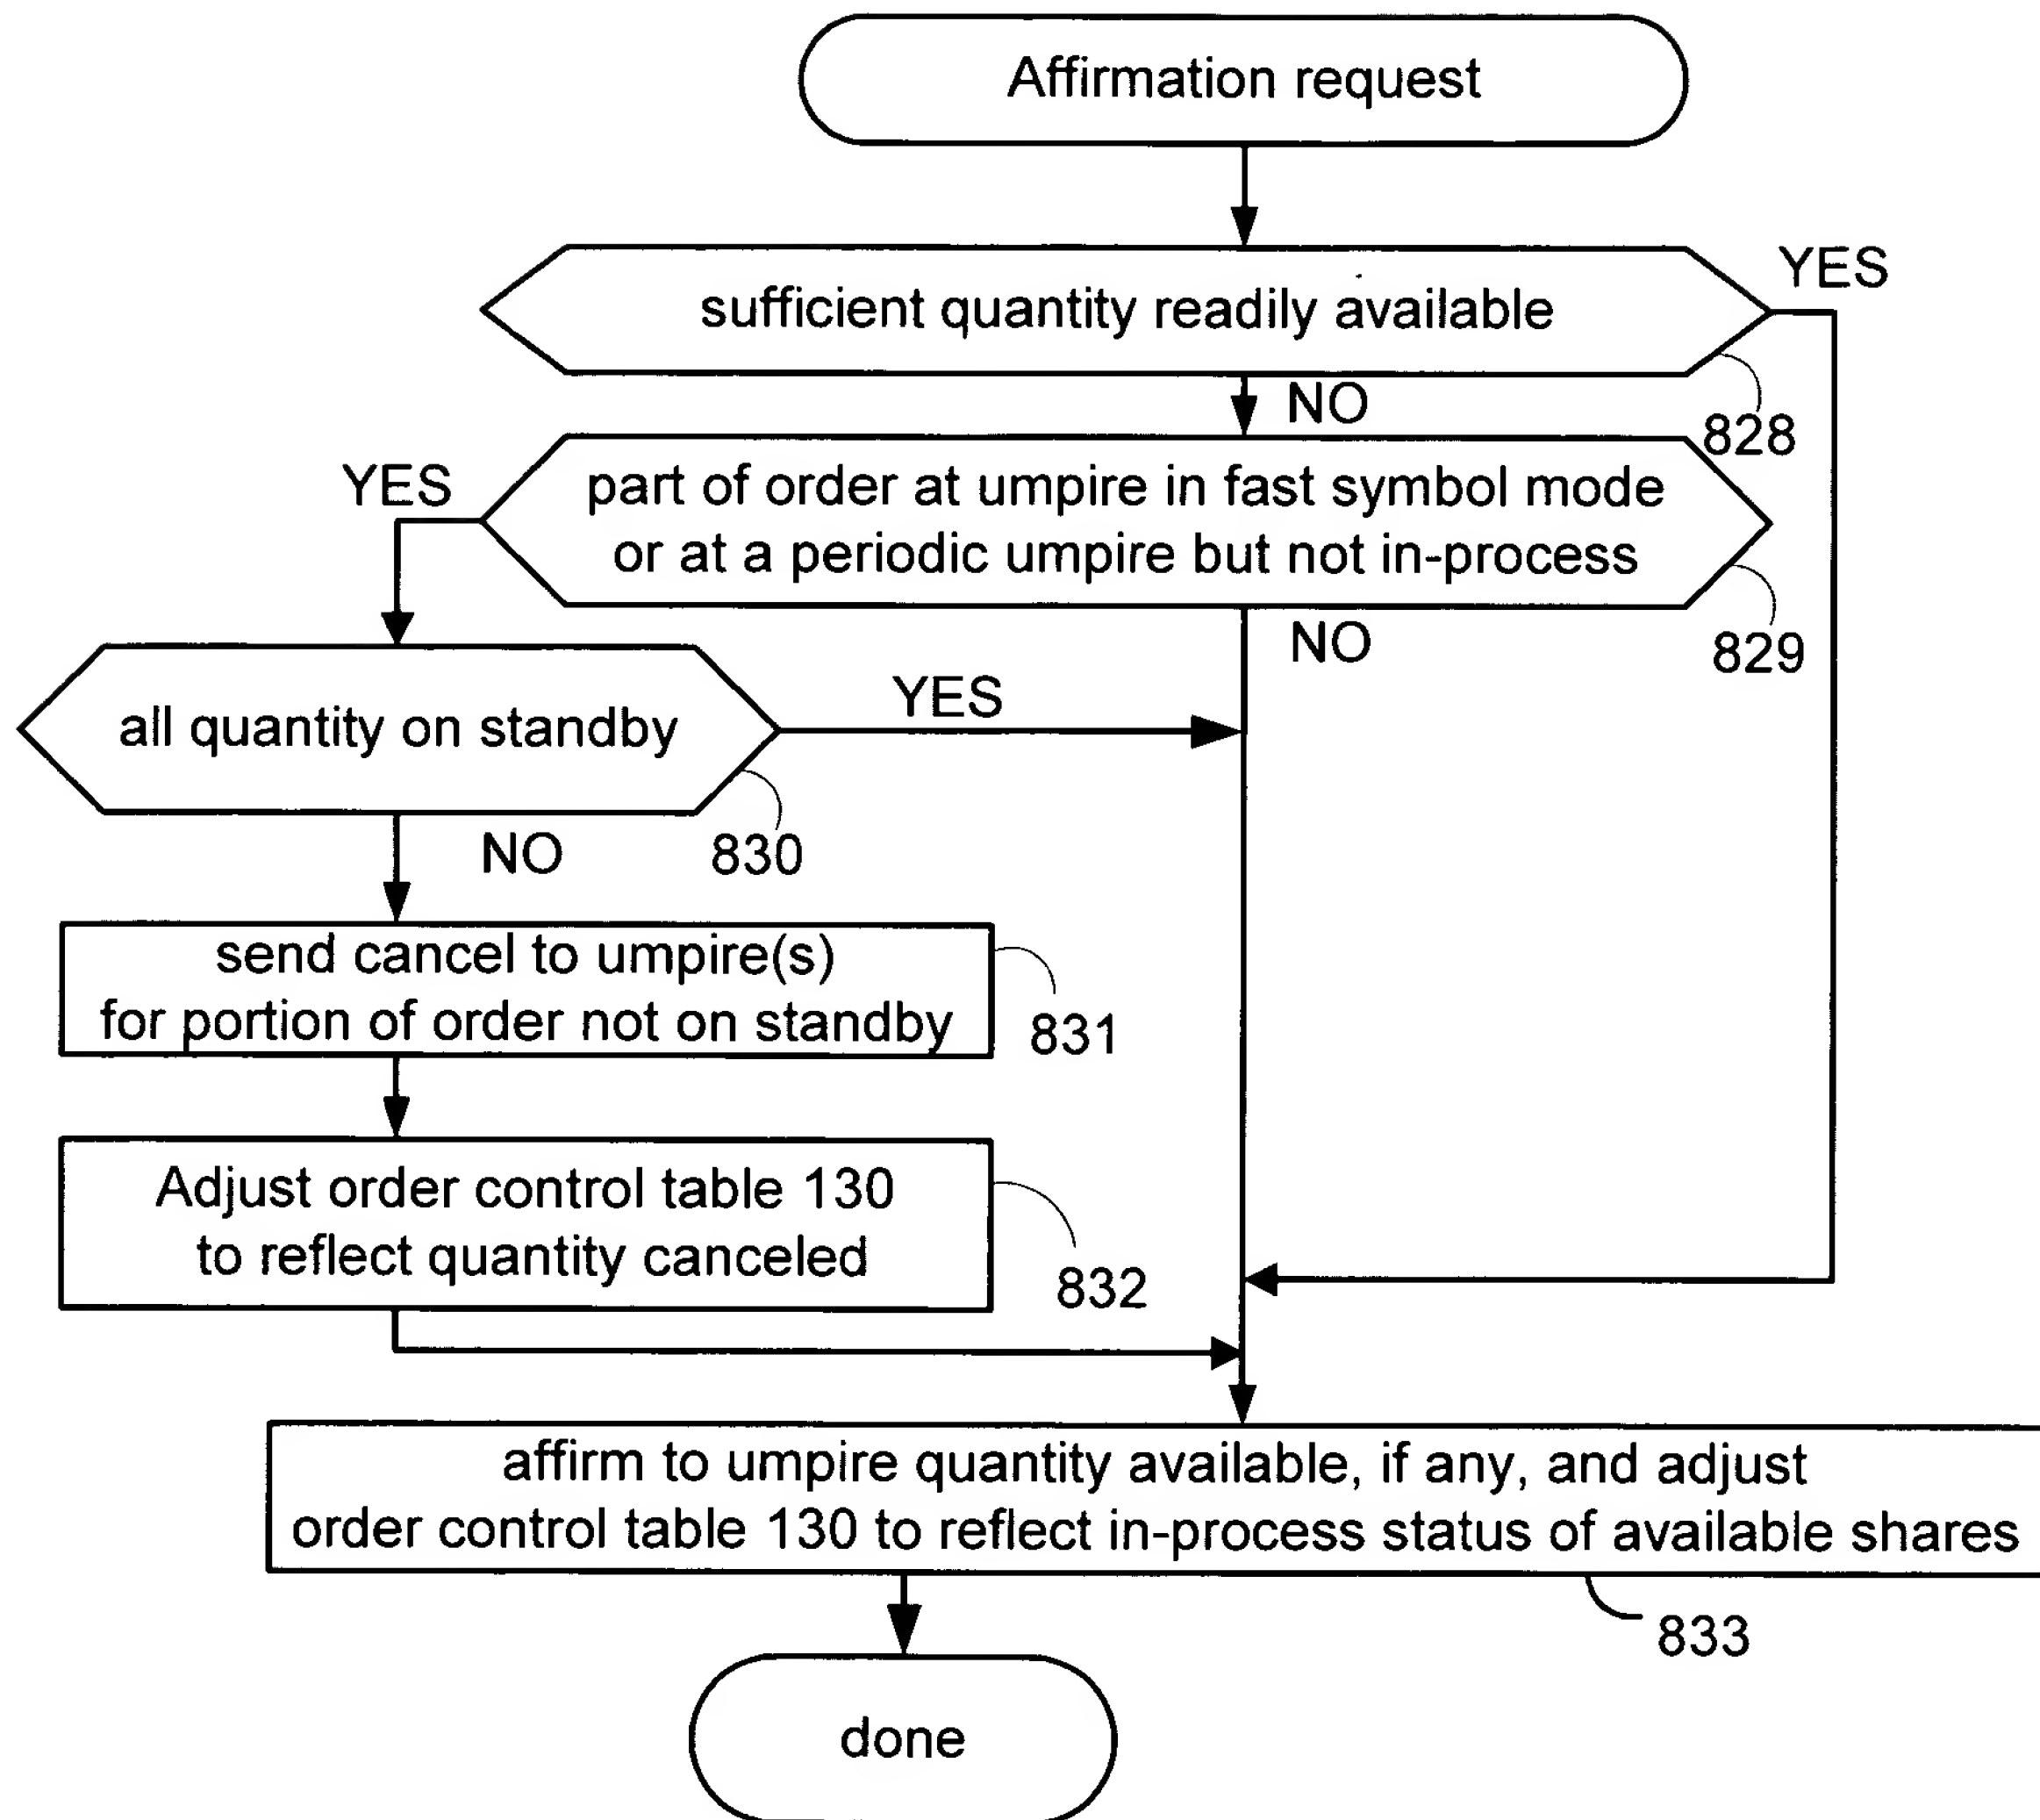 Affirmation request
YES
sufficient quantity readily available
NO
828
YES
part of order at umpire in fast symbol mode
or at a periodic umpire but not in-process
NO
829
YES
all quantity on standby
NO
830
send cancel to umpire(s)
for portion of order not on standby
831
Adjust order control table 130
to reflect quantity canceled
832
affirm to umpire quantity available, if any, and adjust
order control table 130 to reflect in-process status of available shares
833
done